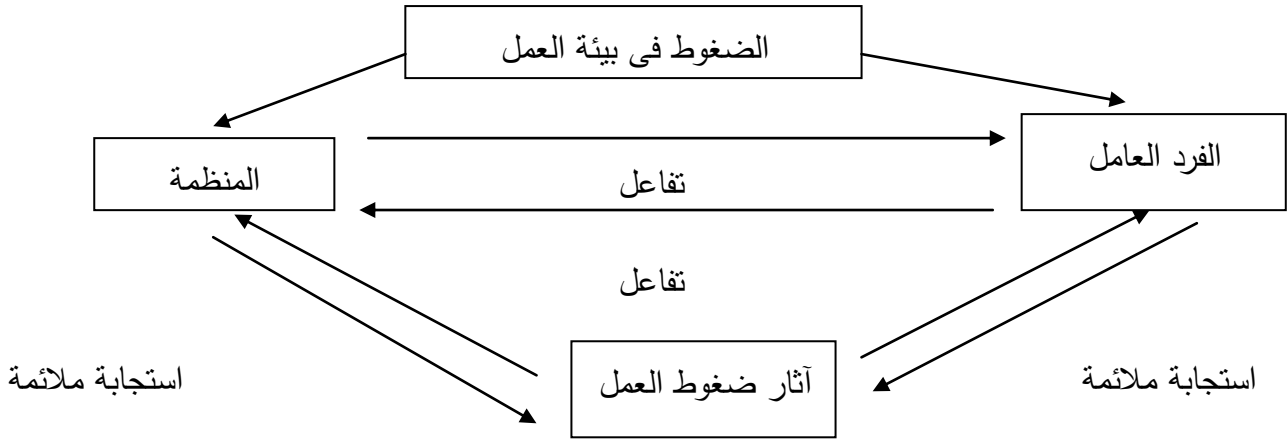 الضغوط فى بيئة العمل
الفرد العامل
المنظمة
تفاعل
تفاعل
آثار ضغوط العمل
استجابة ملائمة
استجابة ملائمة